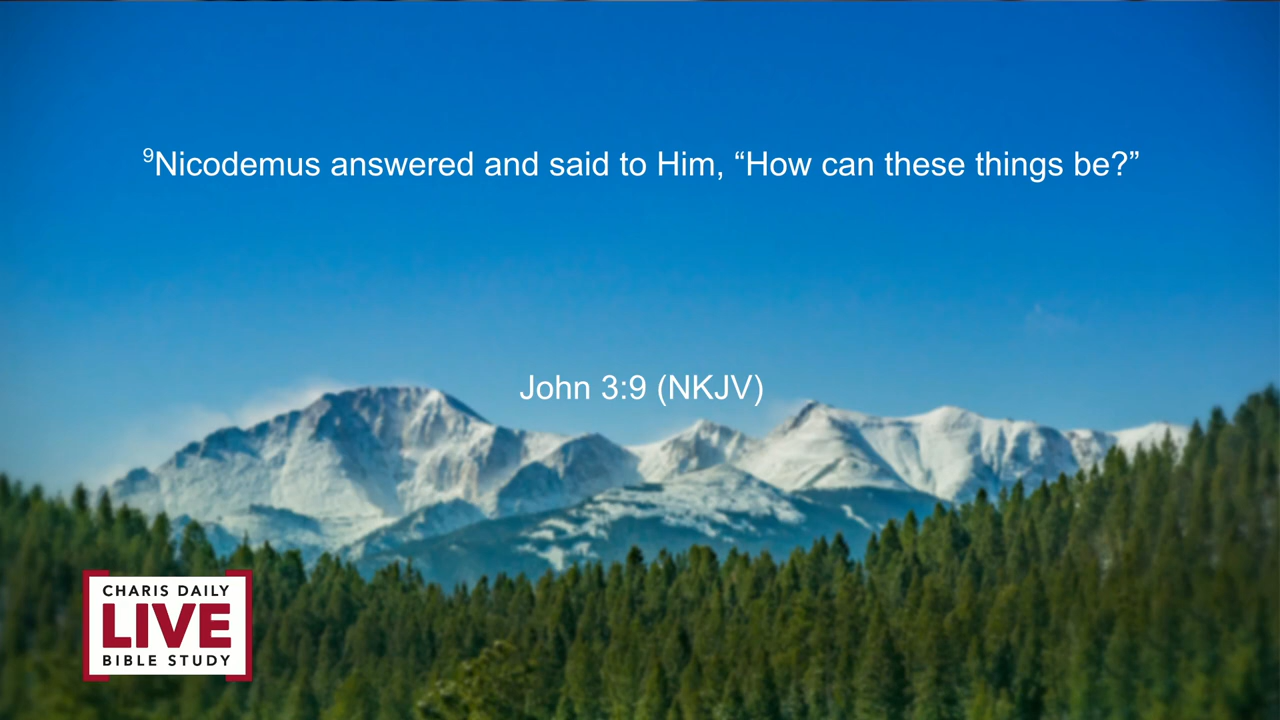 ⁹Nicodemus answered and said to Him, “How can these things be?”
John 3:9 (NKJV)
CHARIS DAILY
LIVE
BIBLE STUDY